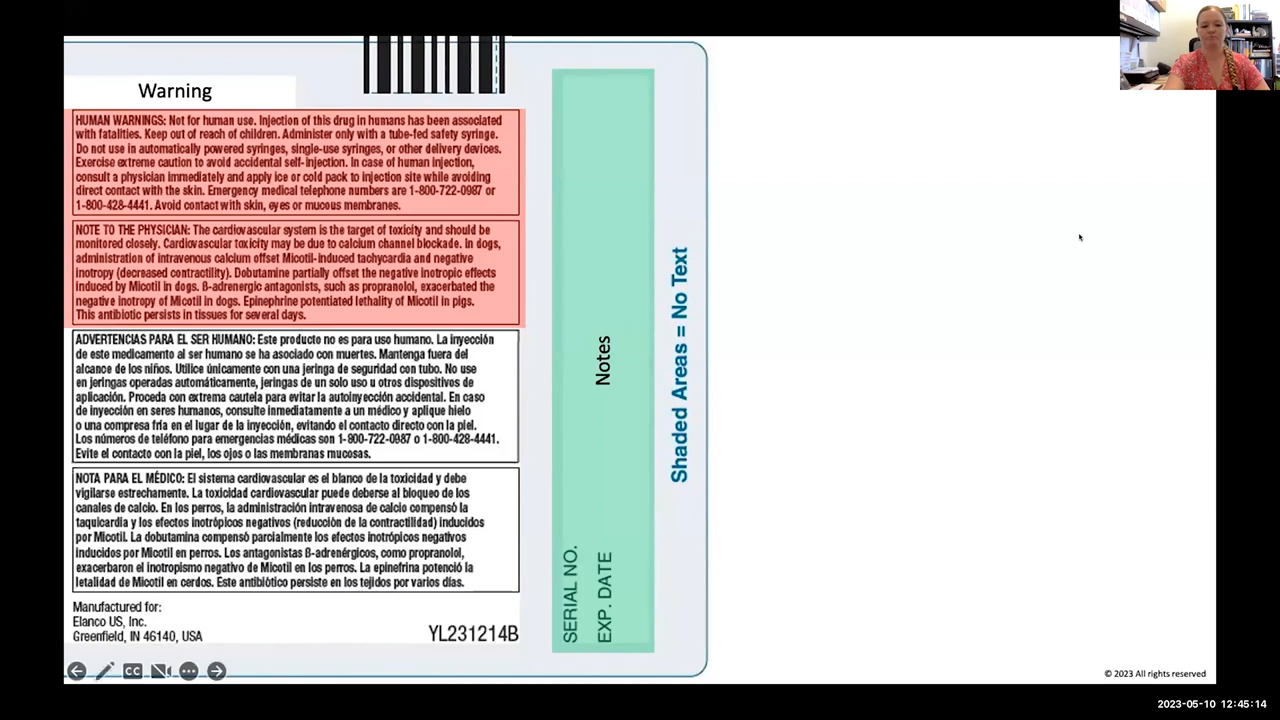 Warning
HUMAN WARNINGS: Not for human use. Injection of this drug in humans has been associated
with fatalities. Keep out of reach of children. Administer only with a tube-fed safety syringe.
Do not use in automatically powered syringes, single-use syringes, or other delivery devices.
Exercise extreme caution to avoid accidental self-injection. In case of human injection,
consult a physician immediately and apply ice or cold pack to injection site while avoiding
direct contact with the skin. Emergency medical telephone numbers are 1-800-722-0987 or
1-800-428-4441. Avoid contact with skin, eyes or mucous membranes.
NOTE TO THE PHYSICIAN: The cardiovascular system is the target of toxicity and should be
monitored closely. Cardiovascular toxicity may be due to calcium channel blockade. In dogs,
administration of intravenous calcium offset Micotil-induced tachycardia and negative
inotropy (decreased contractility). Dobutamine partially offset the negative inotropic effects
induced by Micotil in dogs. ß-adrenergic antagonists, such as propranolol, exacerbated the
negative inotropy of Micotil in dogs. Epinephrine potentiated lethality of Micotil in pigs.
This antibiotic persists in tissues for several days.
ADVERTENCIAS PARA EL SER HUMANO: Este producto no es para uso humano. La inyección
de este medicamento al ser humano se ha asociado con muertes. Mantenga fuera del
alcance de los niños. Utilice únicamente con una jeringa de seguridad con tubo. No use
en jeringas operadas automáticamente, jeringas de un solo uso u otros dispositivos de
aplicación. Proceda con extrema cautela para evitar la autoinyección accidental. En caso
de inyección en seres humanos, consulte inmediatamente a un médico y aplique hielo
o una compresa fría en el lugar de la inyección, evitando el contacto directo con la piel.
Los números de teléfono para emergencias médicas son 1-800-722-0987 o 1-800-428-4441.
Evite el contacto con la piel, los ojos o las membranas mucosas.
NOTA PARA EL MÉDICO: El sistema cardiovascular es el blanco de la toxicidad y debe
vigilarse estrechamente. La toxicidad cardiovascular puede deberse al bloqueo de los
canales de calcio. En los perros, la administración intravenosa de calcio compensó la
taquicardia y los efectos inotrópicos negativos (reducción de la contractilidad) inducidos
por Micotil. La dobutamina compensó parcialmente los efectos inotrópicos negativos
inducidos por Micotil en perros. Los antagonistas ß-adrenérgicos, como propranolol,
exacerbaron el inotropismo negativo de Micotil en los perros. La epinefrina potenció la
letalidad de Micotil en cerdos. Este antibiótico persiste en los tejidos por varios días.
Manufactured for:
Elanco US, Inc.
Greenfield, IN 46140, USA
YL231214B
SERIAL NO.
EXP. DATE
Notes
Shaded Areas = No Text
CC
© 2023 All rights reserved
2023-05-10 12:45:14